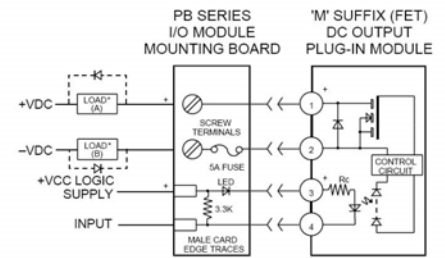 PB SERIES
I/O MODULE
MOUNTING BOARD
'M' SUFFIX (FET)
DC OUTPUT
PLUG-IN MODULE
+VDC
LOAD*
(A)
+
SCREW
TERMINALS
1
+
–VDC
LOAD*
(B)
5A FUSE
2
+VCC LOGIC
SUPPLY
+
LED
3.3K
3
+
Rc
CONTROL
CIRCUIT
INPUT
4
MALE CARD
EDGE TRACES